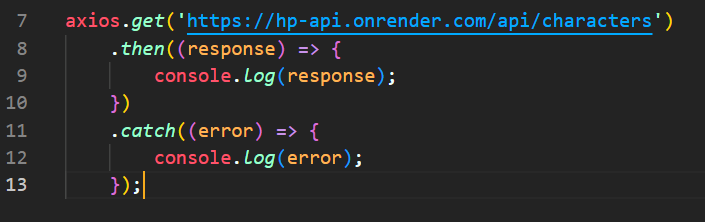 7 axios.get('https://hp-api.onrender.com/api/characters')
8     .then((response) => {
9         console.log(response);
10     })
11     .catch((error) => {
12         console.log(error);
13     });